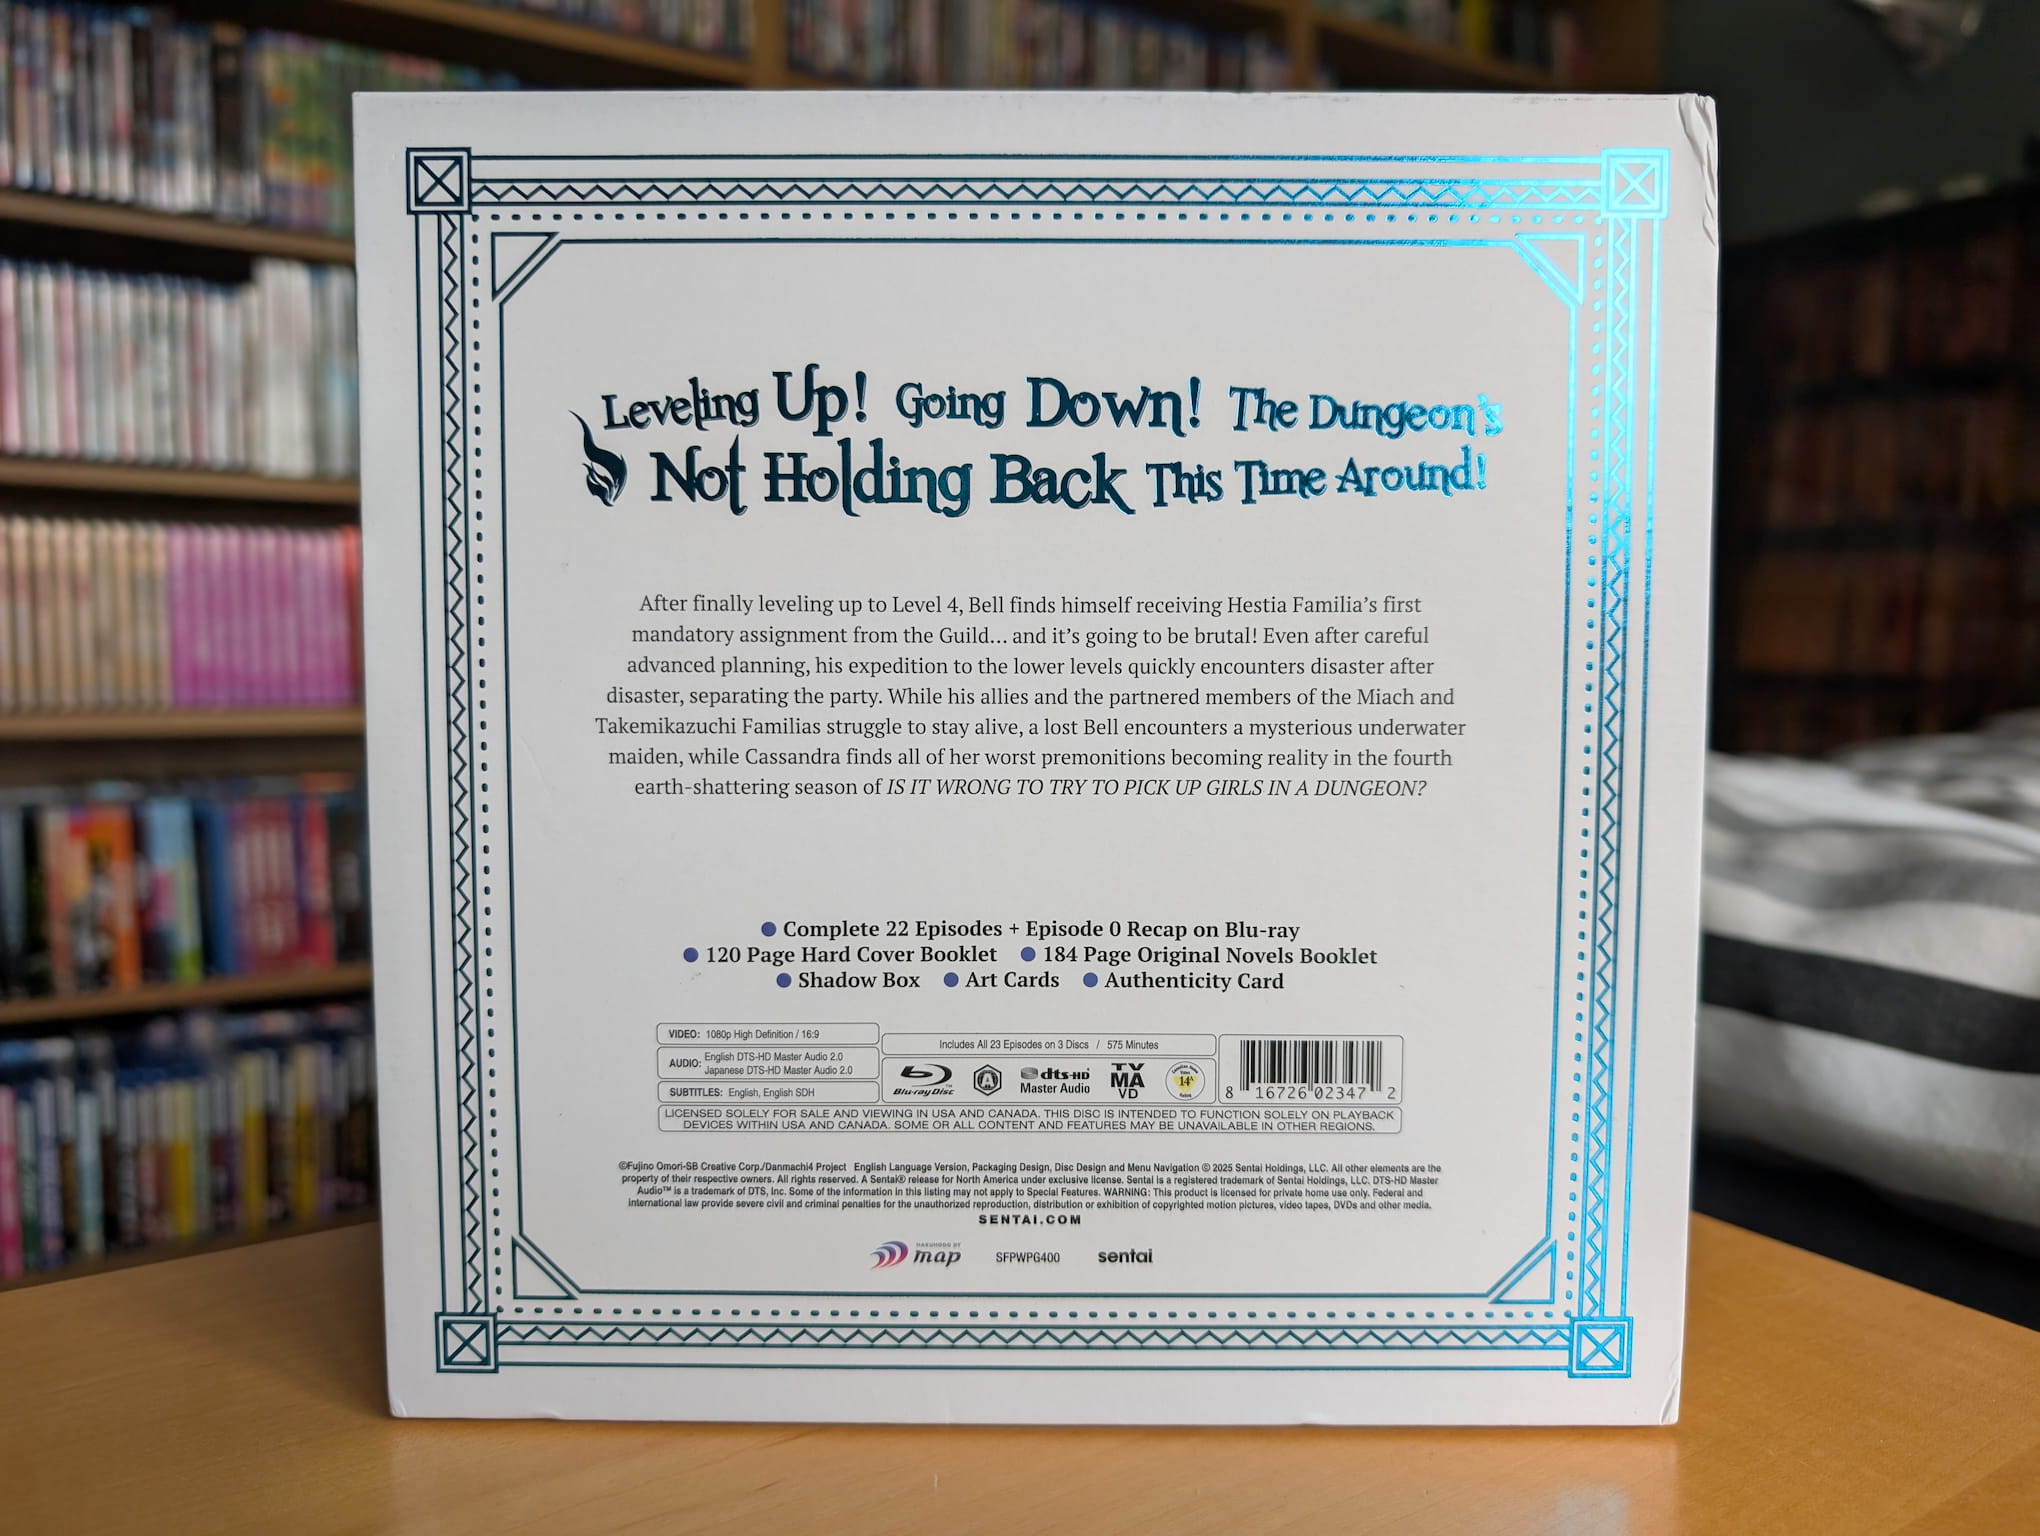 Leveling Up! Going Down! The Dungeon's
Not Holding Back This Time Around!
After finally leveling up to Level 4, Bell finds himself receiving Hestia Familia's first
mandatory assignment from the Guild... and it's going to be brutal! Even after careful
advanced planning, his expedition to the lower levels quickly encounters disaster after
disaster, separating the party. While his allies and the partnered members of the Miach and
Takemikazuchi Familias struggle to stay alive, a lost Bell encounters a mysterious underwater
maiden, while Cassandra finds all of her worst premonitions becoming reality in the fourth
earth-shattering season of IS IT WRONG TO TRY TO PICK UP GIRLS IN A DUNGEON?
● Complete 22 Episodes + Episode 0 Recap on Blu-ray
● 120 Page Hard Cover Booklet ● 184 Page Original Novels Booklet
● Shadow Box ● Art Cards ● Authenticity Card
VIDEO: 1080p High Definition / 16:9
AUDIO: English DTS-HD Master Audio 2.0
Japanese DTS-HD Master Audio 2.0
SUBTITLES: English, English SDH
Includes All 23 Episodes on 3 Discs / 575 Minutes
Blu-ray Disc™
A
dts-HD
Master Audio
TV
MA
VD
14A
8 16726 02347 2
LICENSED SOLELY FOR SALE AND VIEWING IN USA AND CANADA. THIS DISC IS INTENDED TO FUNCTION SOLELY ON PLAYBACK
DEVICES WITHIN USA AND CANADA. SOME OR ALL CONTENT AND FEATURES MAY BE UNAVAILABLE IN OTHER REGIONS.
©Fujino Omori-SB Creative Corp./Danmachi4 Project English Language Version, Packaging Design, Disc Design and Menu Navigation © 2025 Sentai Holdings, LLC. All other elements are the
property of their respective owners. All rights reserved. A Sentai® release for North America under exclusive license. Sentai is a registered trademark of Sentai Holdings, LLC. DTS-HD Master
Audio™ is a trademark of DTS, Inc. Some of the information in this listing may not apply to Special Features. WARNING: This product is licensed for private home use only. Federal and
international law provide severe civil and criminal penalties for the unauthorized reproduction, distribution or exhibition of copyrighted motion pictures, video tapes, DVDs and other media.
SENTAI.COM
HAKUHODO DY
map
SFPWPG400
sentai